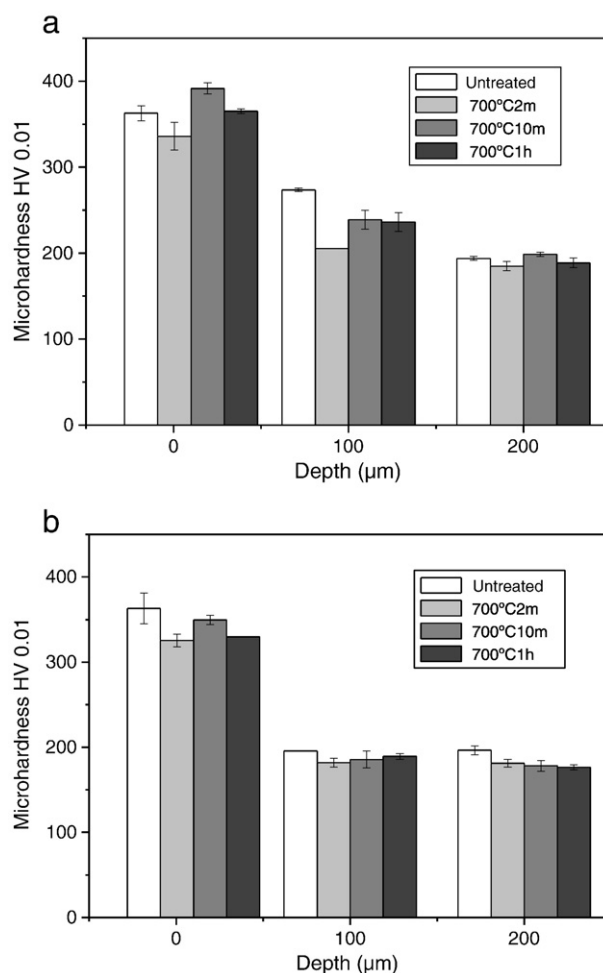 a
400
300
200
100
0
Microhardness HV 0.01
Untreated
700ºC2m
700ºC10m
700ºC1h
0 100 200
Depth (µm)
b
400
300
200
100
0
Microhardness HV 0.01
Untreated
700ºC2m
700ºC10m
700ºC1h
0 100 200
Depth (µm)